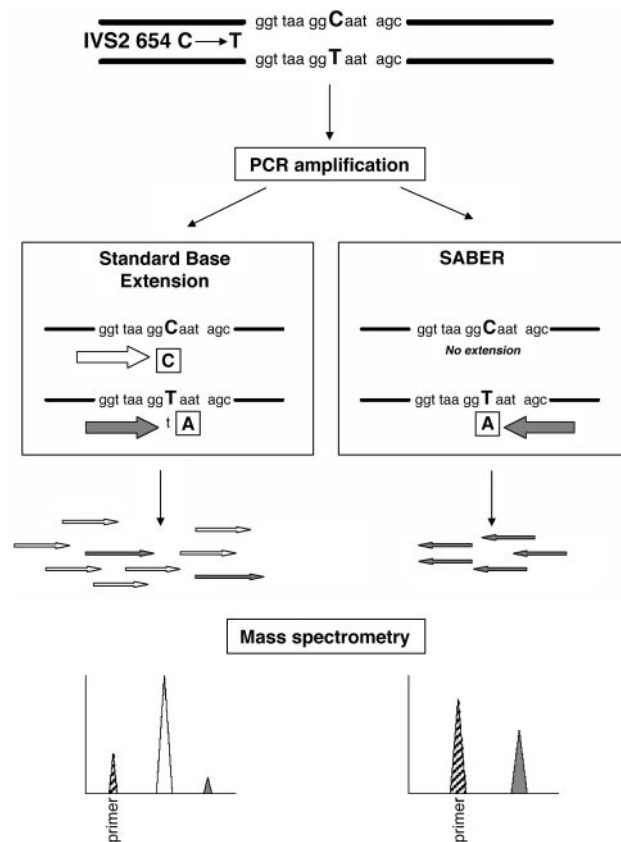 ggt taa ggCaat agc
IVS2 654 C → T
ggt taa ggTaat agc
PCR amplification
Standard Base
Extension
ggt taa ggCaat agc
C
ggt taa ggTaat agc
t A
SABER
ggt taa ggCaat agc
No extension
ggt taa ggTaat agc
A
Mass spectrometry
primer
primer